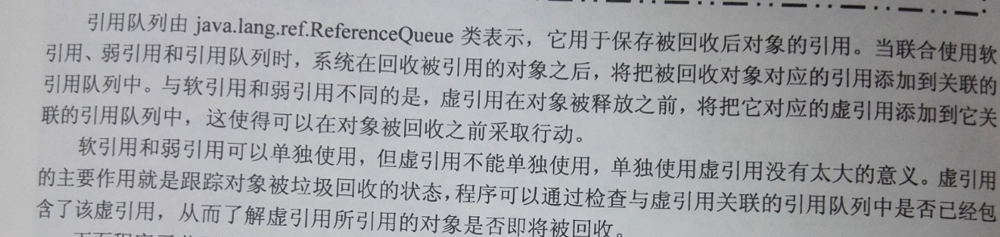 引用队列由 java.lang.ref.ReferenceQueue 类表示，它用于保存被回收后对象的引用。当联合使用软
引用、弱引用和引用队列时，系统在回收被引用的对象之后，将把被回收对象对应的引用添加到关联的
引用队列中。与软引用和弱引用不同的是，虚引用在对象被释放之前，将把它对应的虚引用添加到它关
联的引用队列中，这使得可以在对象被回收之前采取行动。
软引用和弱引用可以单独使用，但虚引用不能单独使用，单独使用虚引用没有太大的意义。虚引用
的主要作用就是跟踪对象被垃圾回收的状态，程序可以通过检查与虚引用关联的引用队列中是否已经包
含了该虚引用，从而了解虚引用所引用的对象是否即将被回收。